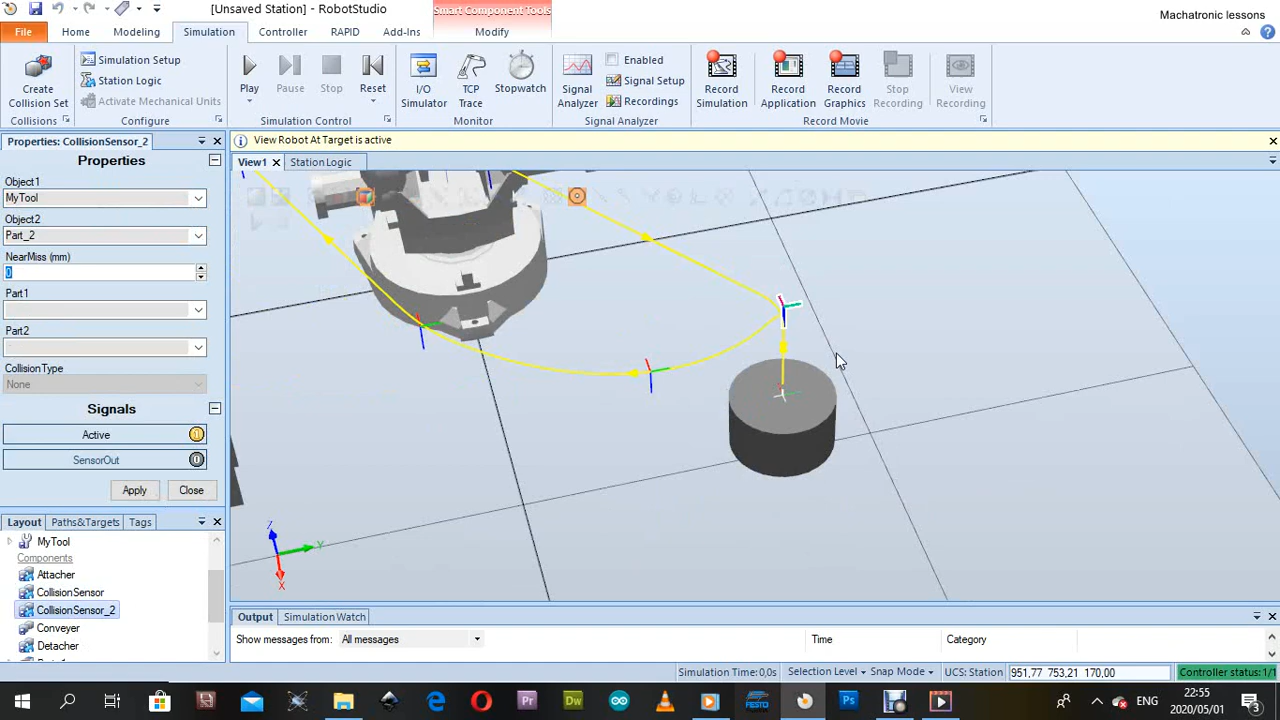 [Unsaved Station] - RobotStudio
Smart Component Tools
Machatronic lessons
File
Home
Modeling
Simulation
Controller
RAPID
Add-Ins
Modify
Create Collision Set
Simulation Setup
Station Logic
Activate Mechanical Units
Play
Pause
Stop
Reset
I/O Simulator
TCP Trace
Stopwatch
Signal Analyzer
Enabled
Signal Setup
Recordings
Record Simulation
Record Application
Record Graphics
Stop Recording
View Recording
Collisions
Configure
Simulation Control
Monitor
Signal Analyzer
Record Movie
Properties: CollisionSensor_2
View Robot At Target is active
Properties
View1
Station Logic
Object1
MyTool
Object2
Part_2
NearMiss (mm)
0
Part1
Part2
CollisionType
None
Signals
Active
1
SensorOut
0
Apply
Close
Layout
Paths&Targets
Tags
MyTool
Components
Attacher
CollisionSensor
CollisionSensor_2
Conveyer
Detacher
Z
Y
X
Output
Simulation Watch
Show messages from:
All messages
Time
Category
Simulation Time:0,0s
Selection Level
Snap Mode
UCS: Station
951,77 753,21 170,00
Controller status:1/1
Pr
Dw
FESTO
Ps
ENG
22:55
2020/05/01
3